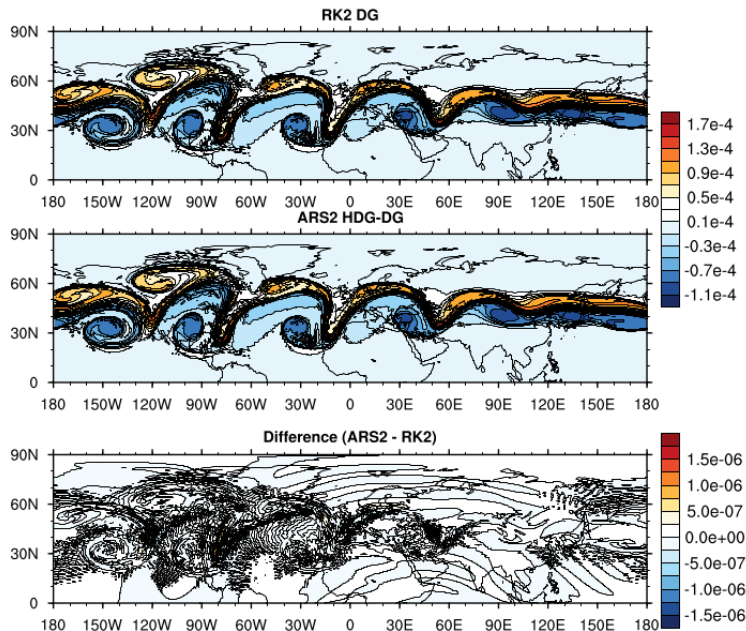 RK2 DG
90N
60N
30N
0
180 150W 120W 90W 60W 30W 0 30E 60E 90E 120E 150E 180
ARS2 HDG-DG
90N
60N
30N
0
180 150W 120W 90W 60W 30W 0 30E 60E 90E 120E 150E 180
1.7e-4
1.3e-4
0.9e-4
0.5e-4
0.1e-4
-0.3e-4
-0.7e-4
-1.1e-4
Difference (ARS2 - RK2)
90N
60N
30N
0
180 150W 120W 90W 60W 30W 0 30E 60E 90E 120E 150E 180
1.5e-06
1.0e-06
5.0e-07
0.0e+00
-5.0e-07
-1.0e-06
-1.5e-06